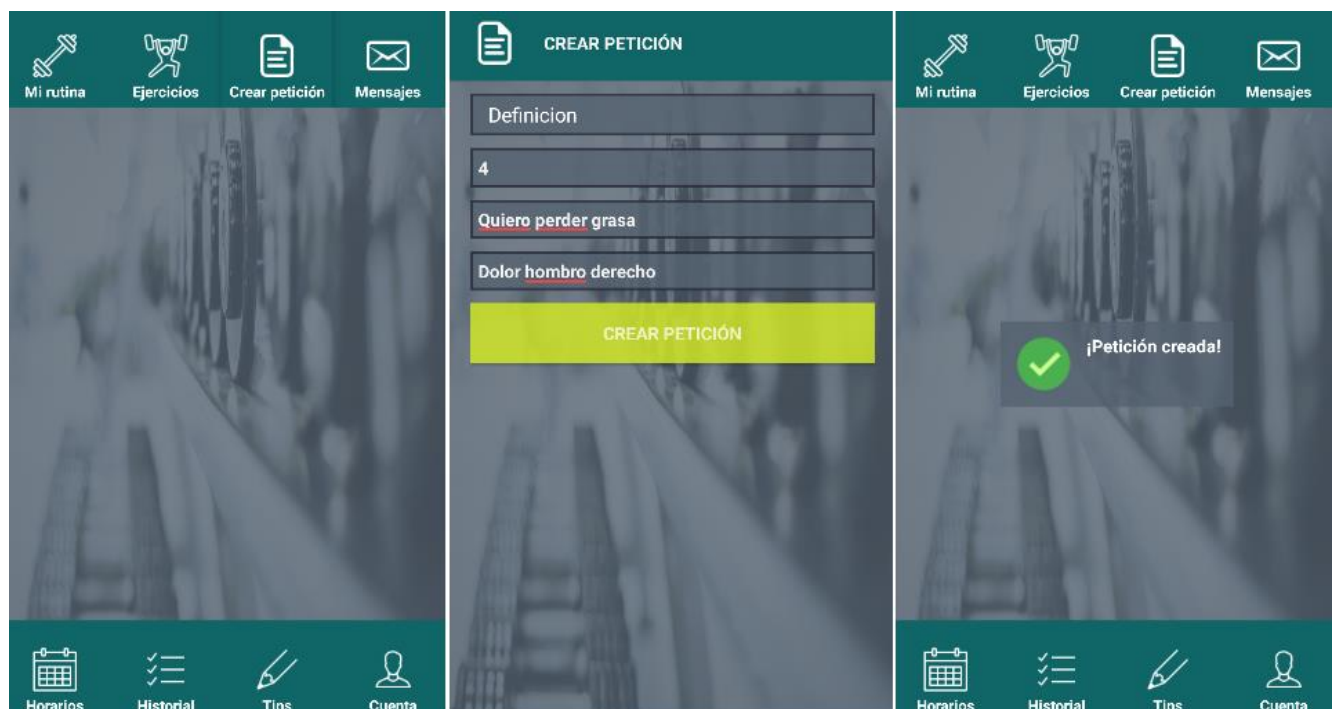 Mi rutina
Ejercicios
Crear petición
Mensajes
Horarios
Historial
Tips
Cuenta
CREAR PETICIÓN
Definicion
4
Quiero perder grasa
Dolor hombro derecho
CREAR PETICIÓN
Mi rutina
Ejercicios
Crear petición
Mensajes
¡Petición creada!
Horarios
Historial
Tips
Cuenta